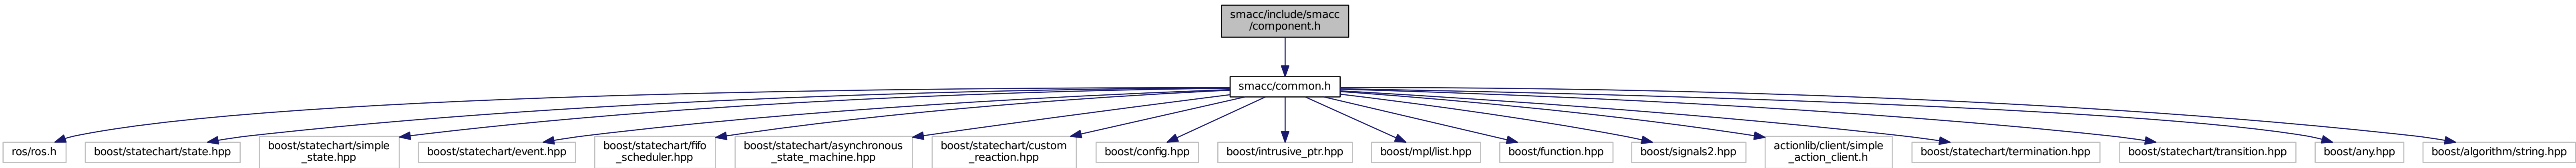 smacc/include/smacc
/component.h
smacc/common.h
ros/ros.h
boost/statechart/state.hpp
boost/statechart/simple
_state.hpp
boost/statechart/event.hpp
boost/statechart/fifo
_scheduler.hpp
boost/statechart/asynchronous
_state_machine.hpp
boost/statechart/custom
_reaction.hpp
boost/config.hpp
boost/intrusive_ptr.hpp
boost/mpl/list.hpp
boost/function.hpp
boost/signals2.hpp
actionlib/client/simple
_action_client.h
boost/statechart/termination.hpp
boost/statechart/transition.hpp
boost/any.hpp
boost/algorithm/string.hpp